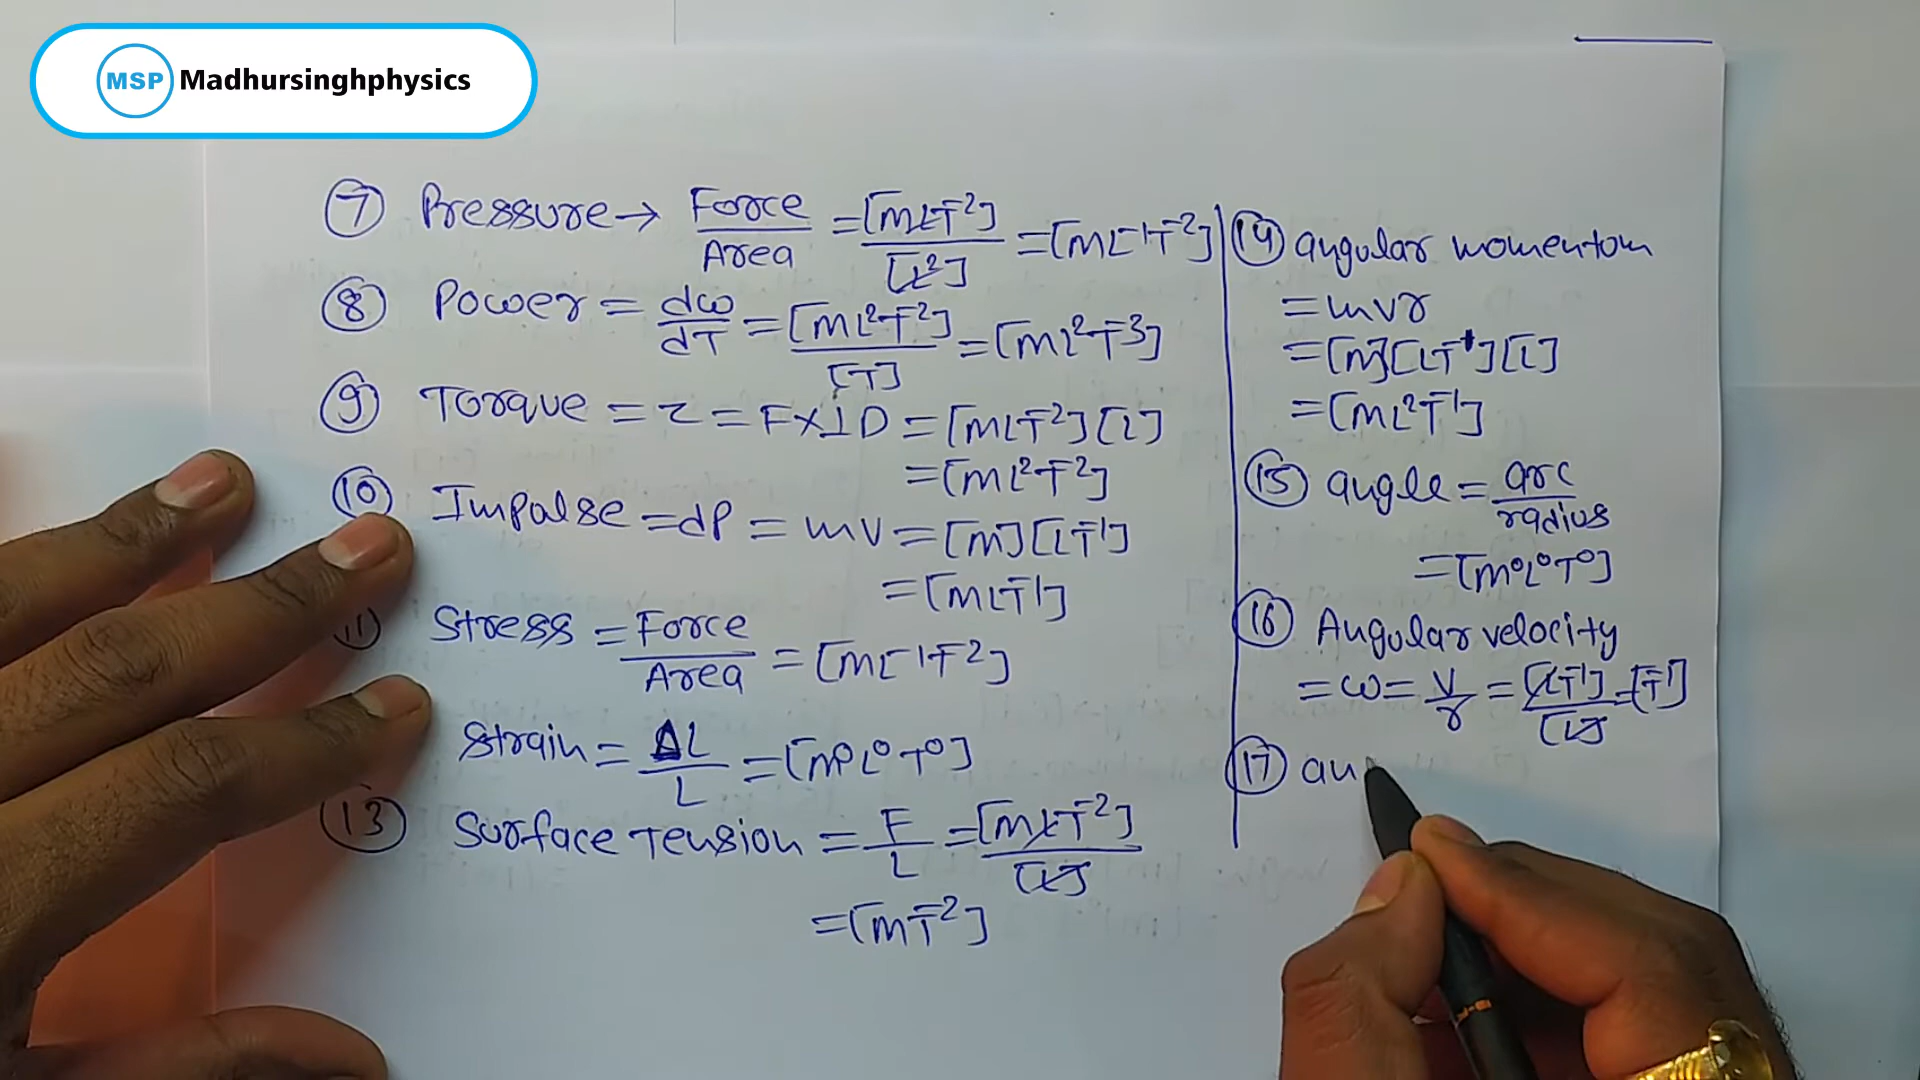 MSP Madhursinghphysics
7 Pressure → Force / Area = [MLT⁻²] / [L²] = [ML⁻¹T⁻²]
8 Power = dω / dT = [ML²T⁻²] / [T] = [ML²T⁻³]
9 Torque = τ = F×⊥D = [MLT⁻²][L]
= [ML²T⁻²]
10 Impalse = dP = mv = [M][LT⁻¹]
= [MLT⁻¹]
11 Stress = Force / Area = [ML⁻¹T⁻²]
Strain = ΔL / L = [M⁰L⁰T⁰]
13 Surface Tension = F / L = [MLT⁻²] / [L]
= [MT⁻²]
14 angular momentom
= mvr
= [M][LT⁻¹][L]
= [ML²T⁻¹]
15 angle = arc / radius
= [M⁰L⁰T⁰]
16 Angular velocity
= ω = v / r = [LT⁻¹] / [L] = [T⁻¹]
17 an